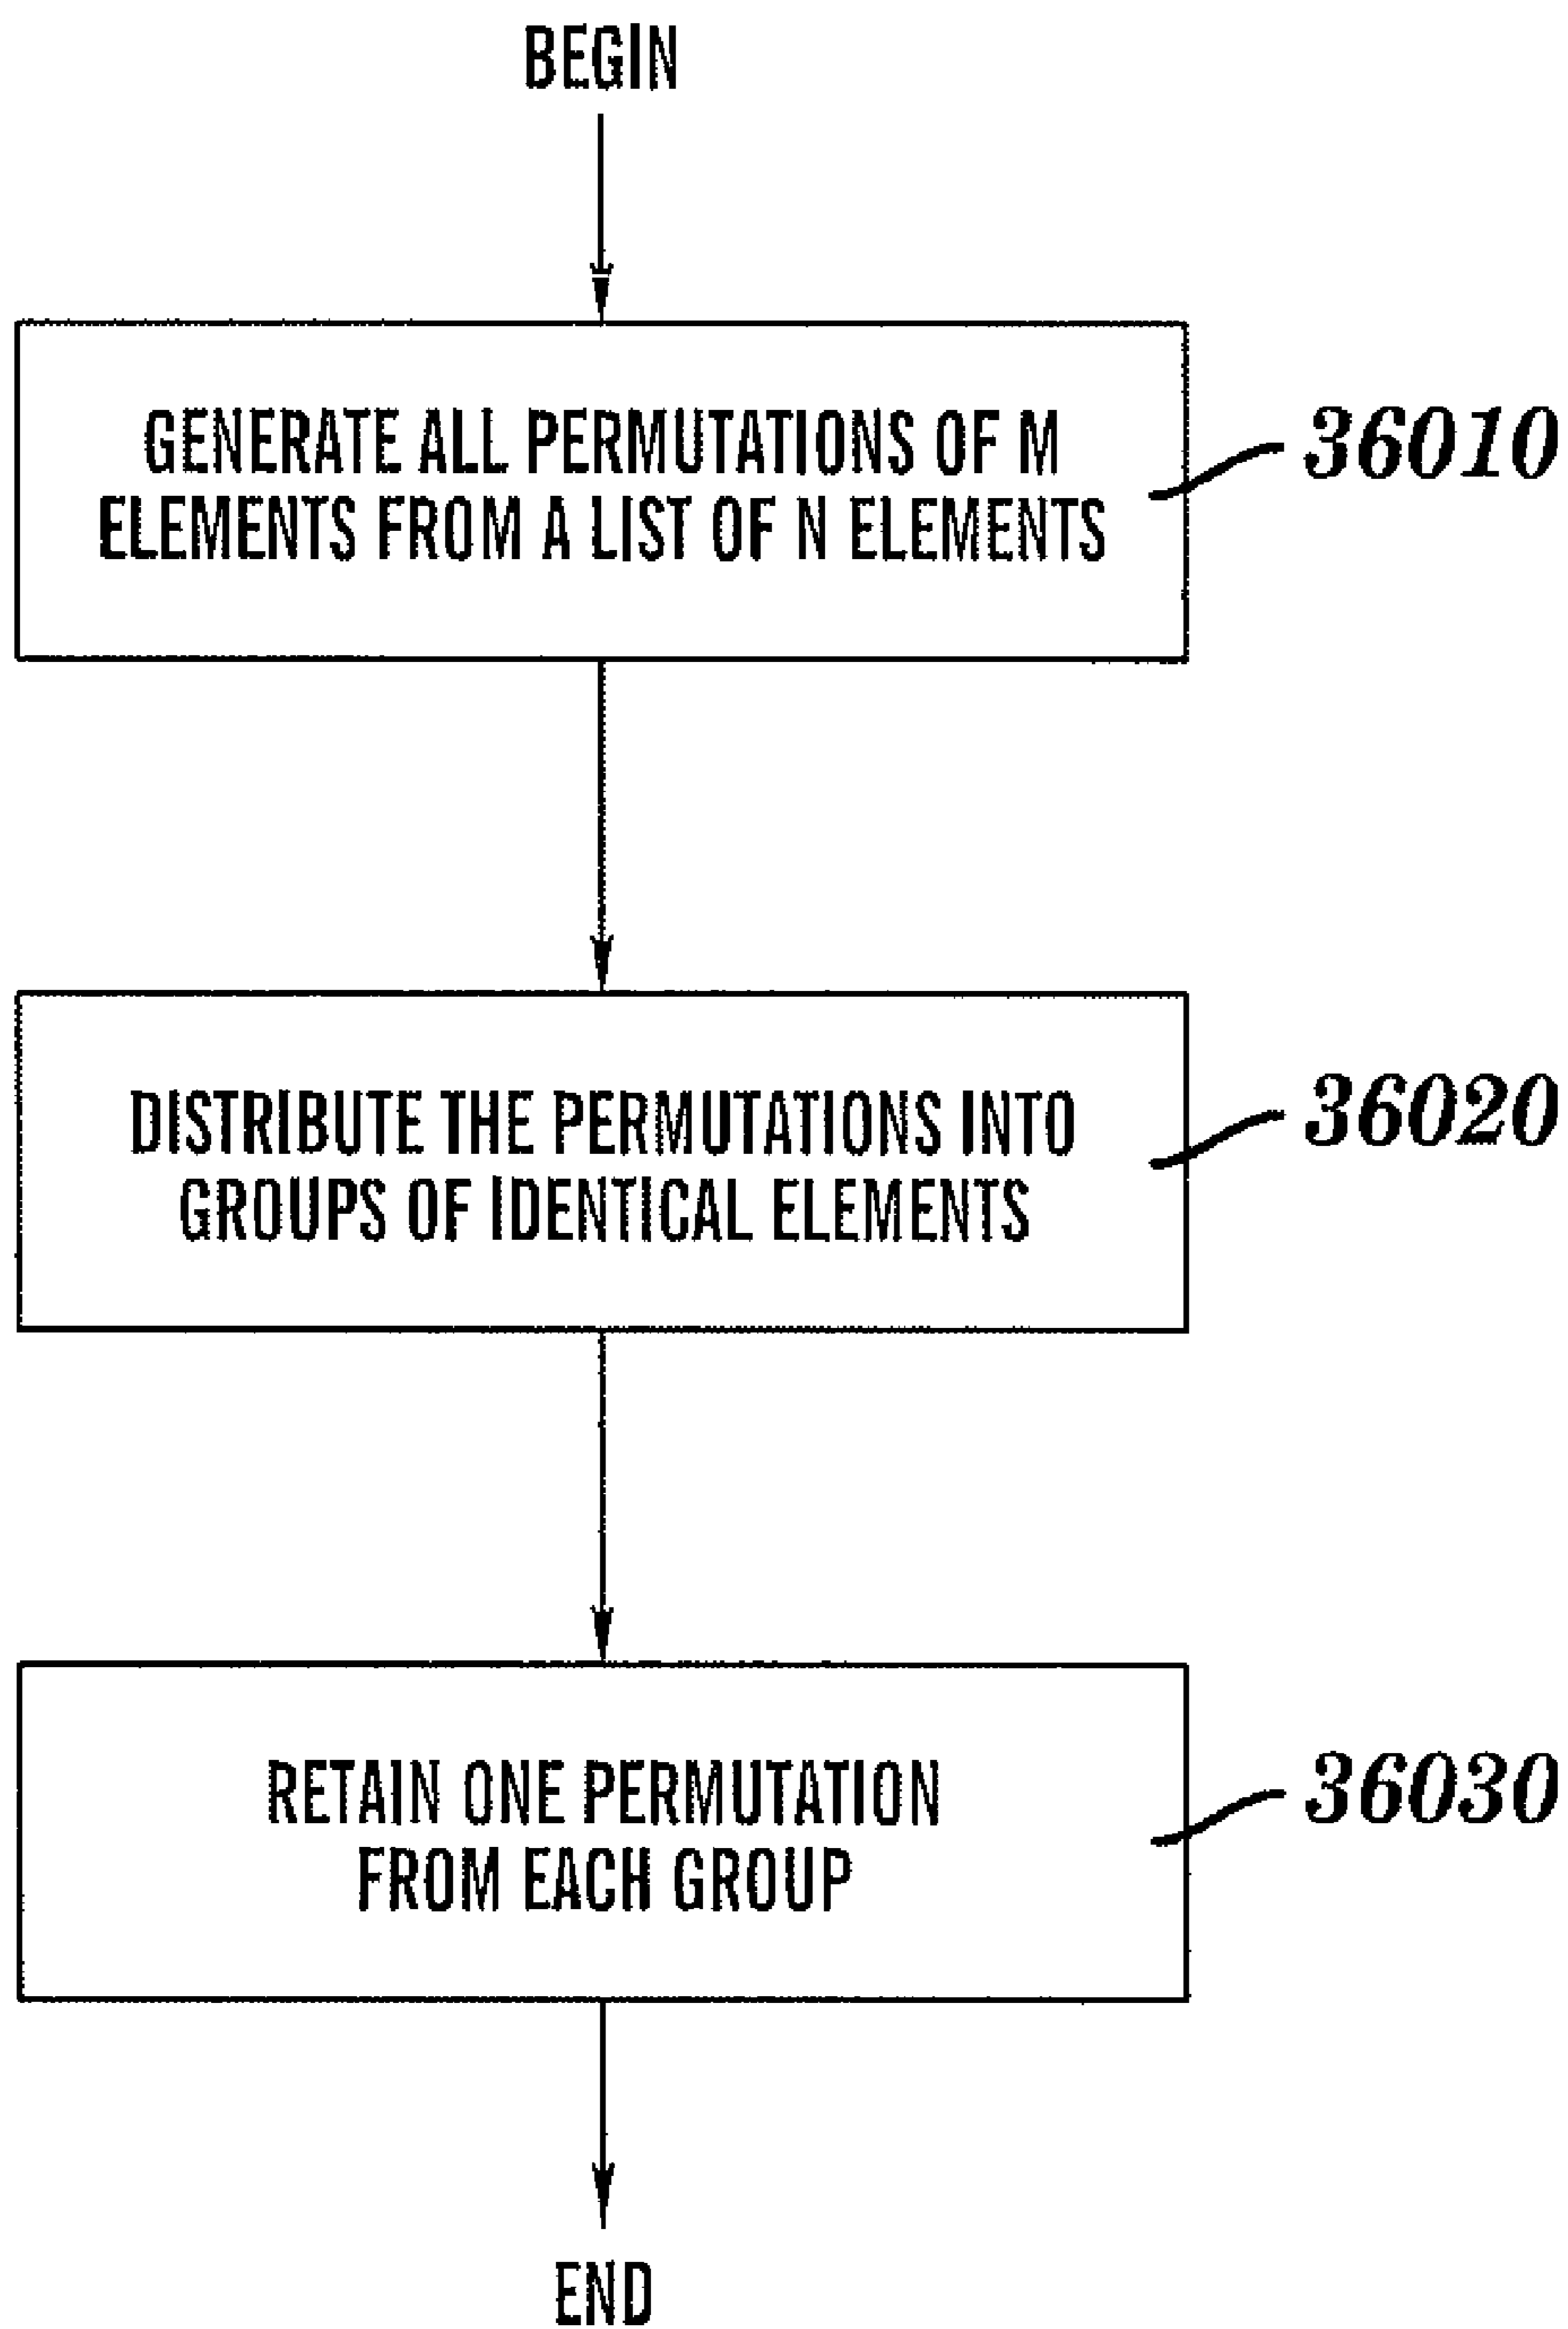 BEGIN
GENERATE ALL PERMUTATIONS OF M
ELEMENTS FROM A LIST OF N ELEMENTS
36010
DISTRIBUTE THE PERMUTATIONS INTO
GROUPS OF IDENTICAL ELEMENTS
36020
RETAIN ONE PERMUTATION
FROM EACH GROUP
36030
END